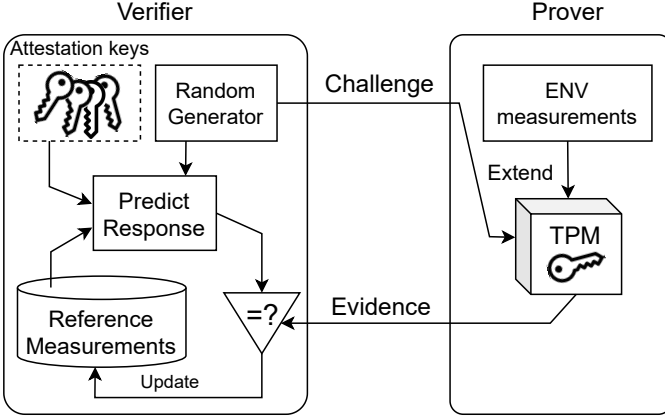 Verifier
Prover
Attestation keys
Random
Generator
Challenge
ENV
measurements
Extend
Predict
Response
TPM
Reference
Measurements
=?
Evidence
Update